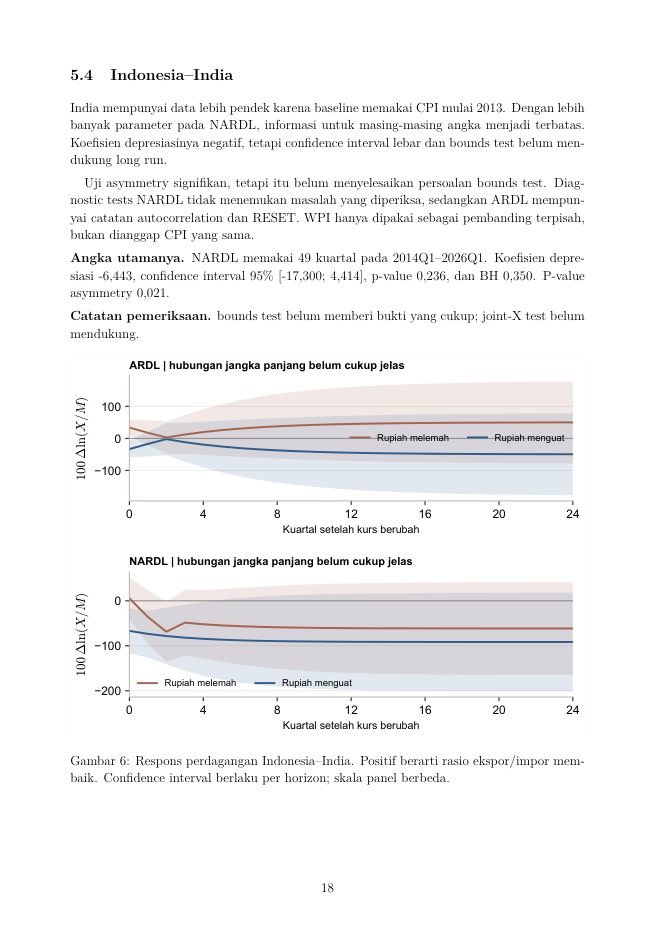 5.4 Indonesia–India
India mempunyai data lebih pendek karena baseline memakai CPI mulai 2013. Dengan lebih
banyak parameter pada NARDL, informasi untuk masing-masing angka menjadi terbatas.
Koefisien depresiasinya negatif, tetapi confidence interval lebar dan bounds test belum men-
dukung long run.
Uji asymmetry signifikan, tetapi itu belum menyelesaikan persoalan bounds test. Diag-
nostic tests NARDL tidak menemukan masalah yang diperiksa, sedangkan ARDL mempun-
yai catatan autocorrelation dan RESET. WPI hanya dipakai sebagai pembanding terpisah,
bukan dianggap CPI yang sama.
Angka utamanya. NARDL memakai 49 kuartal pada 2014Q1–2026Q1. Koefisien depre-
siasi -6,443, confidence interval 95% [-17,300; 4,414], p-value 0,236, dan BH 0,350. P-value
asymmetry 0,021.
Catatan pemeriksaan. bounds test belum memberi bukti yang cukup; joint-X test belum
mendukung.
ARDL | hubungan jangka panjang belum cukup jelas
100 Δln(X/M)
100
0
−100
Rupiah melemah Rupiah menguat
0 4 8 12 16 20 24
Kuartal setelah kurs berubah
NARDL | hubungan jangka panjang belum cukup jelas
100 Δln(X/M)
0
−100
−200
Rupiah melemah Rupiah menguat
0 4 8 12 16 20 24
Kuartal setelah kurs berubah
Gambar 6: Respons perdagangan Indonesia–India. Positif berarti rasio ekspor/impor mem-
baik. Confidence interval berlaku per horizon; skala panel berbeda.
18